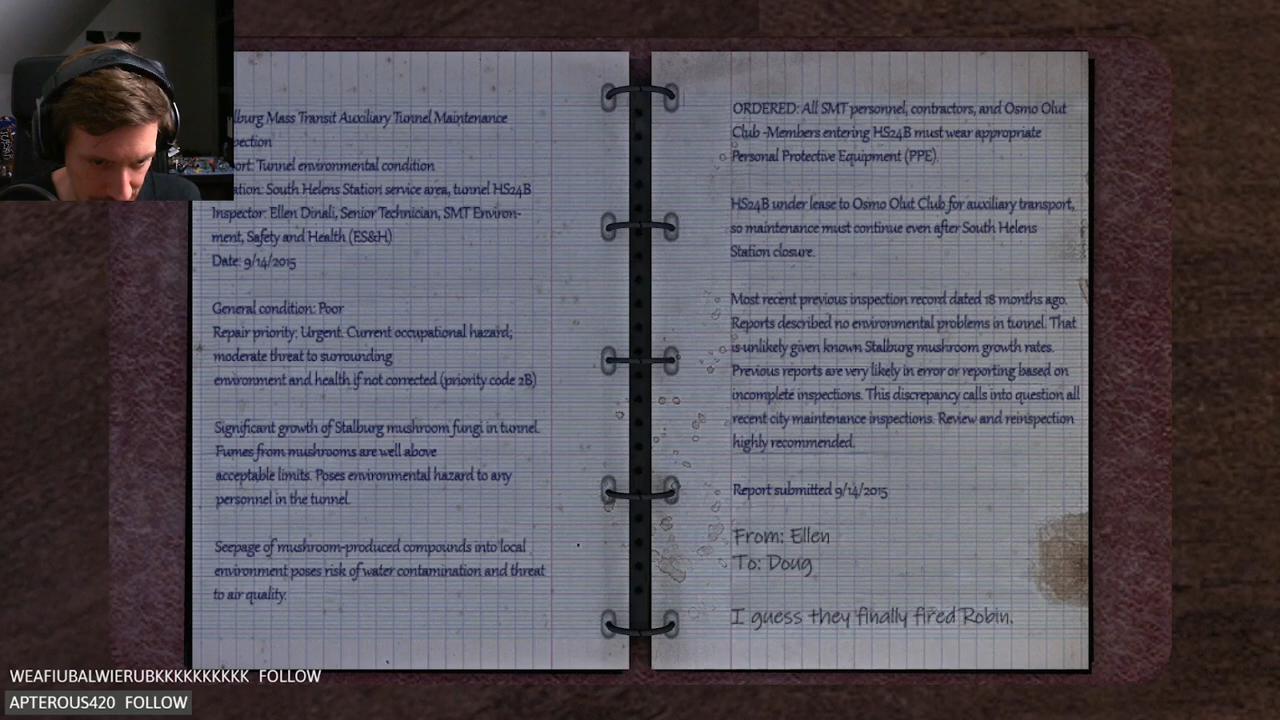 lburg Mass Transit Auxiliary Tunnel Maintenance
pection
ort: Tunnel environmental condition
ation: South Helens Station service area, tunnel HS24B
Inspector: Ellen Dinali, Senior Technician, SMT Environ-
ment, Safety and Health (ES&H)
Date: 9/14/2015
General condition: Poor
Repair priority: Urgent. Current occupational hazard;
moderate threat to surrounding
environment and health if not corrected (priority code 2B)
Significant growth of Stalburg mushroom fungi in tunnel.
Fumes from mushrooms are well above
acceptable limits. Poses environmental hazard to any
personnel in the tunnel.
Seepage of mushroom-produced compounds into local
environment poses risk of water contamination and threat
to air quality.
ORDERED: All SMT personnel, contractors, and Osmo Olut
Club -Members entering HS24B must wear appropriate
Personal Protective Equipment (PPE).
HS24B under lease to Osmo Olut Club for auxiliary transport,
so maintenance must continue even after South Helens
Station closure.
Most recent previous inspection record dated 18 months ago.
Reports described no environmental problems in tunnel. That
is unlikely given known Stalburg mushroom growth rates.
Previous reports are very likely in error or reporting based on
incomplete inspections. This discrepancy calls into question all
recent city maintenance inspections. Review and reinspection
highly recommended.
Report submitted 9/14/2015
From: Ellen
To: Doug
I guess they finally fired Robin.
WEAFIUBALWIERUBKKKKKKKKKK FOLLOW
APTEROUS420 FOLLOW